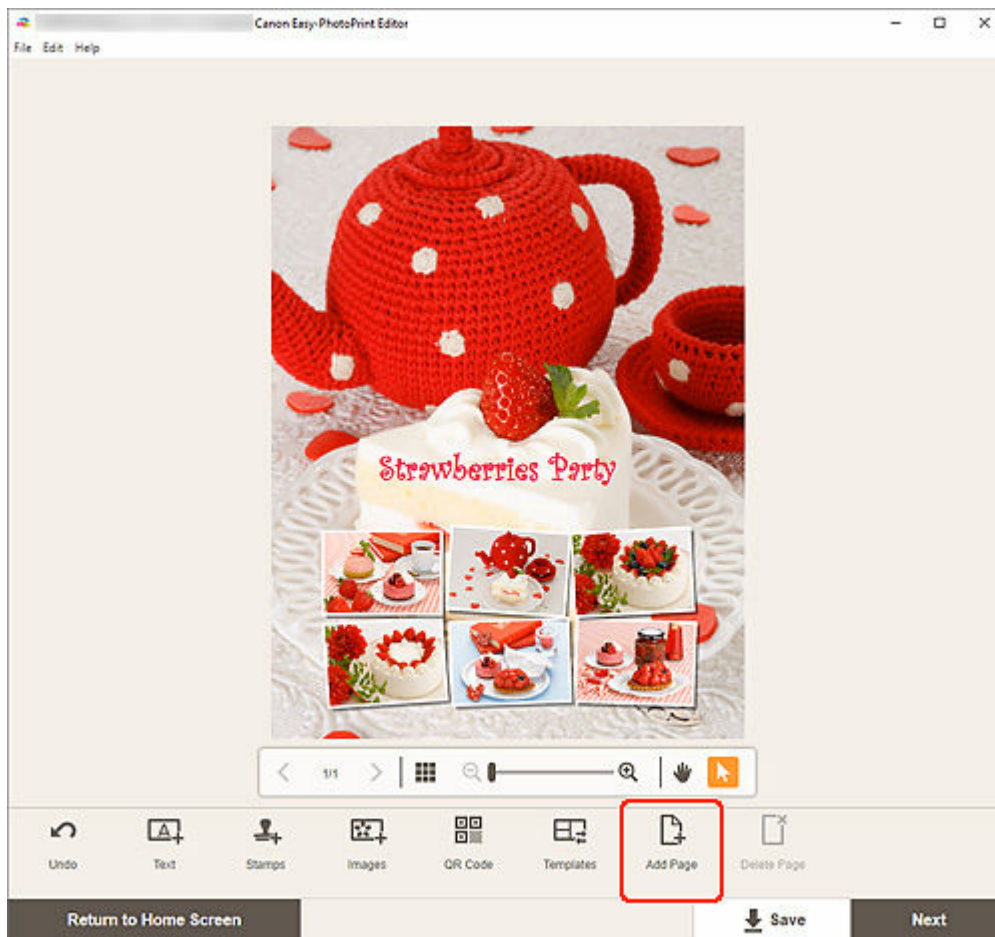 Canon Easy-PhotoPrint Editor
File Edit Help
Strawberries Party
1/1
Undo Text Stamps Images QR Code Templates Add Page Delete Page
Return to Home Screen Save Next